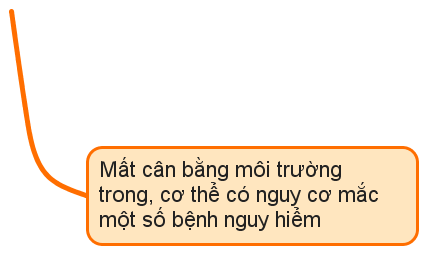 Mất cân bằng môi trường
trong, cơ thể có nguy cơ mắc
một số bệnh nguy hiểm